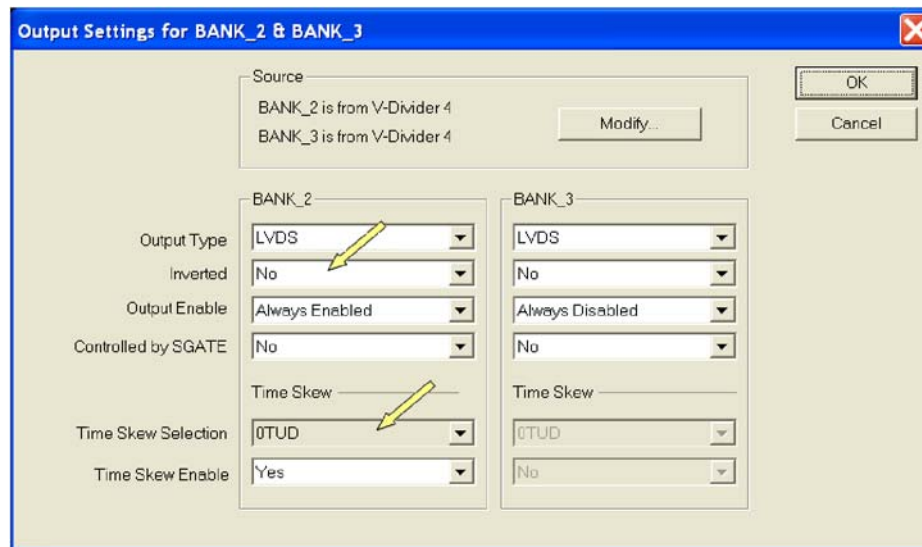 Output Settings for BANK_2 & BANK_3
Source
BANK_2 is from V-Divider 4
BANK_3 is from V-Divider 4
Modify...
OK
Cancel
BANK_2
BANK_3
Output Type
LVDS
LVDS
Inverted
No
No
Output Enable
Always Enabled
Always Disabled
Controlled by SGATE
No
No
Time Skew
Time Skew
Time Skew Selection
0TUD
0TUD
Time Skew Enable
Yes
No